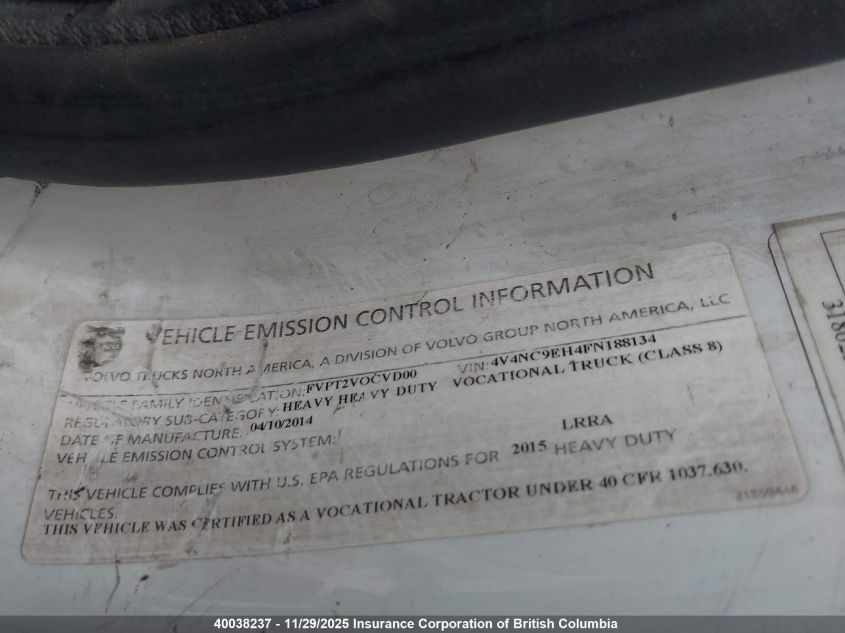 VEHICLE EMISSION CONTROL INFORMATION
VOLVO TRUCKS NORTH AMERICA, A DIVISION OF VOLVO GROUP NORTH AMERICA, LLC
VEHICLE FAMILY IDENTIFICATION: FVPT2VOCVD00 VIN: 4V4NC9EH4FN188134
REGULATORY SUB-CATEGORY: HEAVY HEAVY DUTY VOCATIONAL TRUCK (CLASS 8)
DATE OF MANUFACTURE: 04/10/2014
VEHICLE EMISSION CONTROL SYSTEM: LRRA
THIS VEHICLE COMPLIES WITH U.S. EPA REGULATIONS FOR 2015 HEAVY DUTY
VEHICLES.
THIS VEHICLE WAS CERTIFIED AS A VOCATIONAL TRACTOR UNDER 40 CFR 1037.630.
40038237 - 11/29/2025 Insurance Corporation of British Columbia